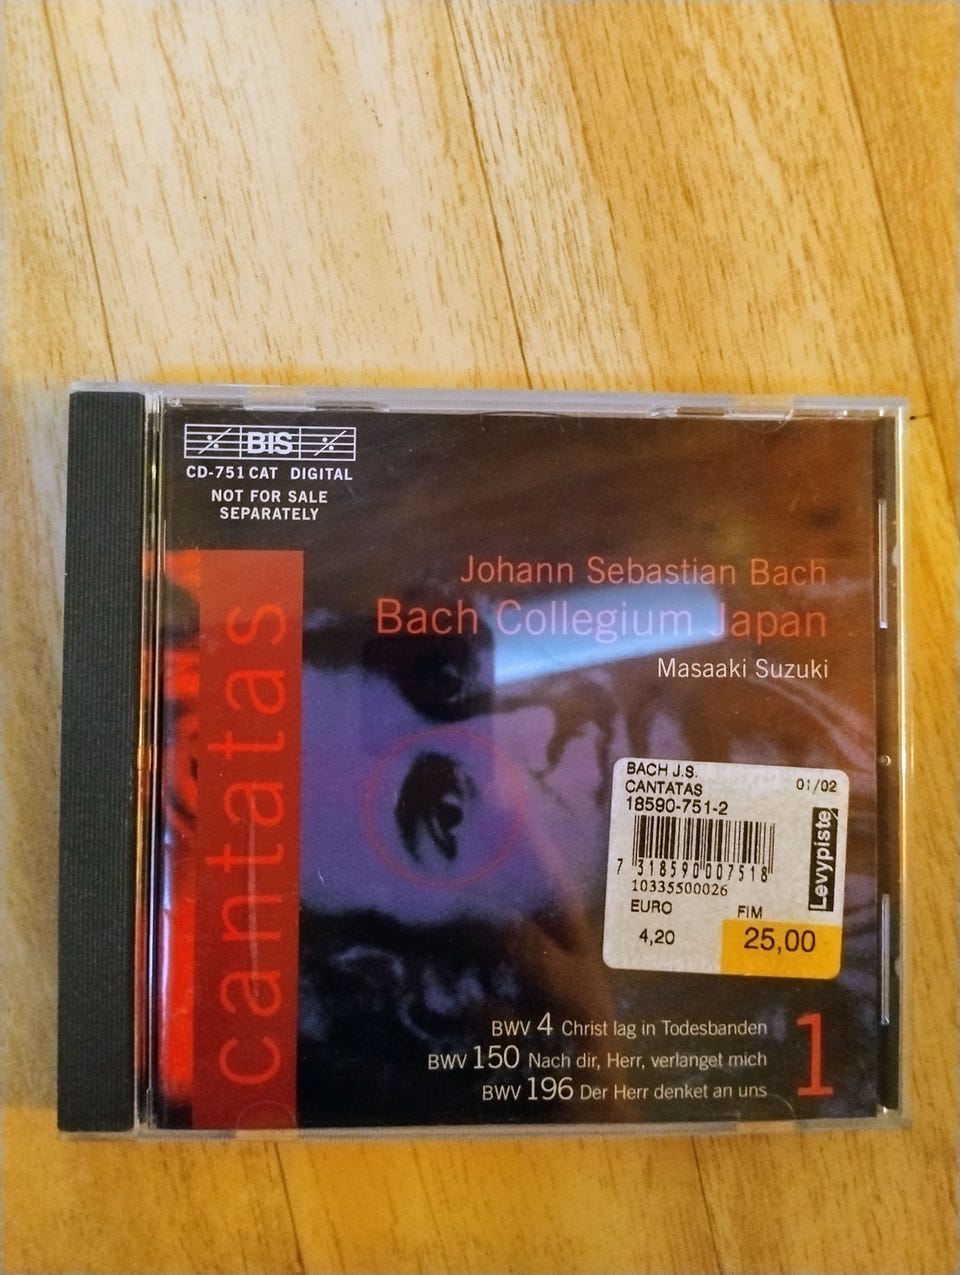 BIS
CD-751 CAT DIGITAL
NOT FOR SALE
SEPARATELY
cantatas
Johann Sebastian Bach
Bach Collegium Japan
Masaaki Suzuki
BACH J.S.
CANTATAS 01/02
18590-751-2
7 318590 007518
10335500026
Levypiste
EURO FIM
4,20 25,00
BWV 4 Christ lag in Todesbanden
BWV 150 Nach dir, Herr, verlanget mich
BWV 196 Der Herr denket an uns
1